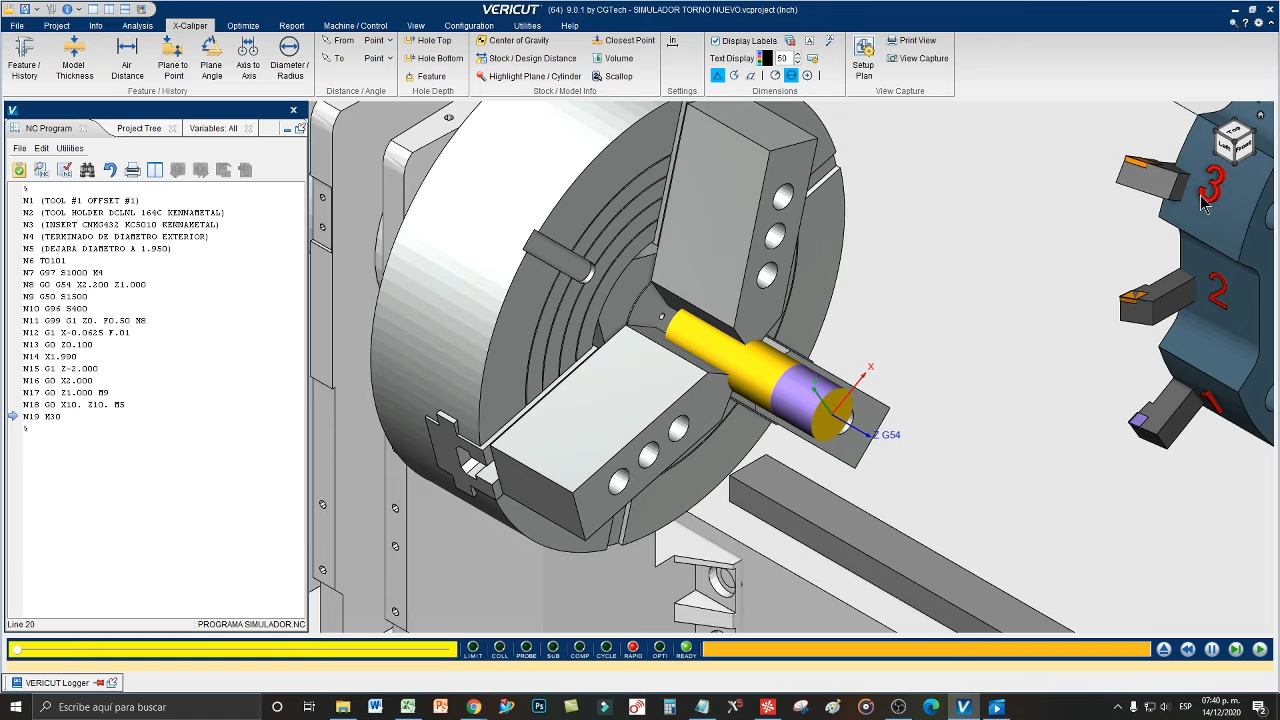 VERICUT (64) 9.0.1 by CGTech - SIMULADOR TORNO NUEVO.vcproject (Inch)
File Project Info Analysis X-Caliper Optimize Report Machine / Control View Configuration Utilities Help
Feature / History
Model Thickness
Air Distance
Plane to Point
Plane Angle
Axis to Axis
Diameter / Radius
Feature / History
From Point
To Point
Distance / Angle
Hole Top
Hole Bottom
Feature
Hole Depth
Center of Gravity Closest Point
Stock / Design Distance Volume
Highlight Plane / Cylinder Scallop
Stock / Model Info
in
Settings
Display Labels
Text Display 50
Dimensions
Setup Plan
Print View
View Capture
View Capture
NC Program Project Tree Variables: All
File Edit Utilities
%
N1 (TOOL #1 OFFSET #1)
N2 (TOOL HOLDER DCLNL 164C KENNAMETAL)
N3 (INSERT CNMG432 KC5010 KENNAMETAL)
N4 (TERMINADO DE DIAMETRO EXTERIOR)
N5 (DEJARA DIAMETRO A 1.950)
N6 T0101
N7 G97 S1000 M4
N8 G0 G54 X2.200 Z1.000
N9 G50 S1500
N10 G96 S400
N11 G99 G1 Z0. F0.50 M8
N12 G1 X-0.0625 F.01
N13 G0 Z0.100
N14 X1.990
N15 G1 Z-2.000
N16 G0 X2.000
N17 G0 Z1.000 M9
N18 G0 X10. Z10. M5
N19 M30
%
Line 20 PROGRAMA SIMULADOR.NC
X
Z G54
Top
Left
Front
3
2
1
LIMIT COLL PROBE SUB COMP CYCLE RAPID OPTI READY
VERICUT Logger
Escribe aquí para buscar
ESP
07:40 p. m.
14/12/2020